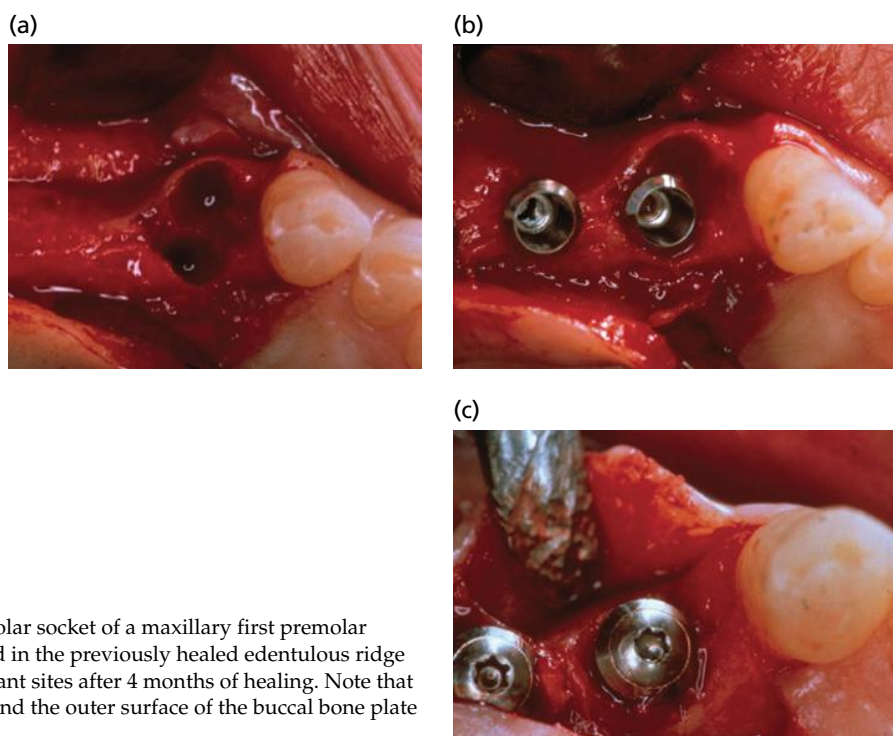 (a)
(b)
(c)
olar socket of a maxillary first premolar
d in the previously healed edentulous ridge
ant sites after 4 months of healing. Note that
nd the outer surface of the buccal bone plate